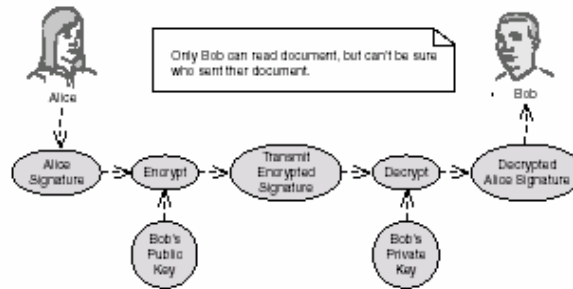 Only Bob can read document, but can't be sure
who sent ther document.
Alice
Bob
Alice
Signature
Encrypt
Transmit
Encrypted
Signature
Decrypt
Decrypted
Alice Signature
Bob's
Public
Key
Bob's
Private
Key